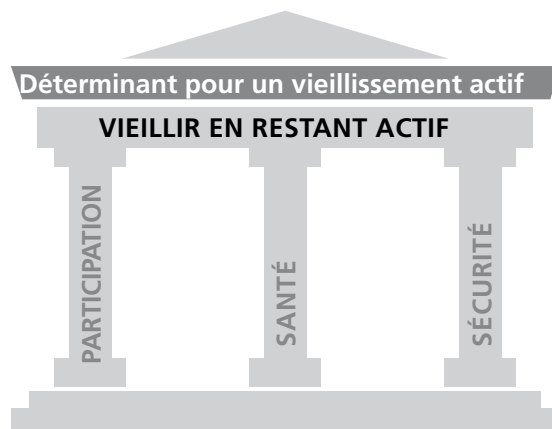 Déterminant pour un vieillissement actif
VIEILLIR EN RESTANT ACTIF
PARTICIPATION
SANTÉ
SÉCURITÉ